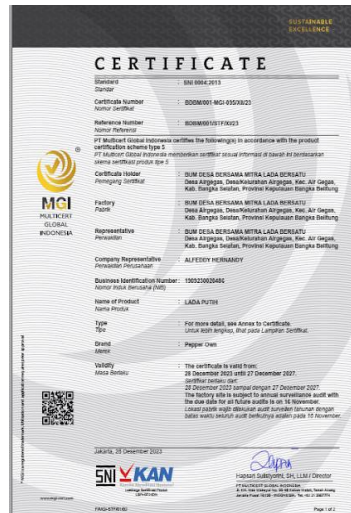 SUSTAINABLE
EXCELLENCE
CERTIFICATE
Standard : SNI 0004:2013
Standar
Certificate Number : BDBM/001-MGI-035/XII/23
Nomor Sertifikat
Reference Number : BDBM/001/STP/XI/23
Nomor Referensi
PT Multicert Global Indonesia certifies the following(s) in accordance with the product
certification scheme type 5
PT Multicert Global Indonesia memberikan sertifikat sesuai informasi di bawah ini berdasarkan
skema sertifikasi produk tipe 5
Certificate Holder : BUM DESA BERSAMA MITRA LADA BERSATU
Pemegang Sertifikat Desa Airgegas, Desa/Kelurahan Airgegas, Kec. Air Gegas,
Kab. Bangka Selatan, Provinsi Kepulauan Bangka Belitung
®
MGI
MULTICERT
GLOBAL
INDONESIA
Factory : BUM DESA BERSAMA MITRA LADA BERSATU
Pabrik Desa Airgegas, Desa/Kelurahan Airgegas, Kec. Air Gegas,
Kab. Bangka Selatan, Provinsi Kepulauan Bangka Belitung
Representative : BUM DESA BERSAMA MITRA LADA BERSATU
Perwakilan Desa Airgegas, Desa/Kelurahan Airgegas, Kec. Air Gegas,
Kab. Bangka Selatan, Provinsi Kepulauan Bangka Belitung
Company Representative : ALFEDDY HERNANDY
Perwakilan Perusahaan
Business Identification Number :
Nomor Induk Berusaha (NIB)
Name of Product : LADA PUTIH
Nama Produk
Type : For more detail, see Annex to Certificate.
Tipe Untuk lebih lengkap, lihat pada Lampiran Sertifikat.
Brand : Pepper Own
Merek
Validity : The certificate is valid from:
Masa Berlaku 28 December 2023 until 27 December 2027.
Sertifikat berlaku dari:
28 Desember 2023 sampai dengan 27 Desember 2027.
The factory site is subject to annual surveillance audit with
the due date for all future audits is on 16 November.
Lokasi pabrik wajib dilakukan audit survailen tahunan dengan
batas waktu seluruh audit berikutnya adalah pada 16 November.
Jakarta, 28 Desember 2023
SNI KAN
Hapsari Sulistyorini, SH, LLM / Director
PT MULTICERT GLOBAL INDONESIA
Page 1 of 2